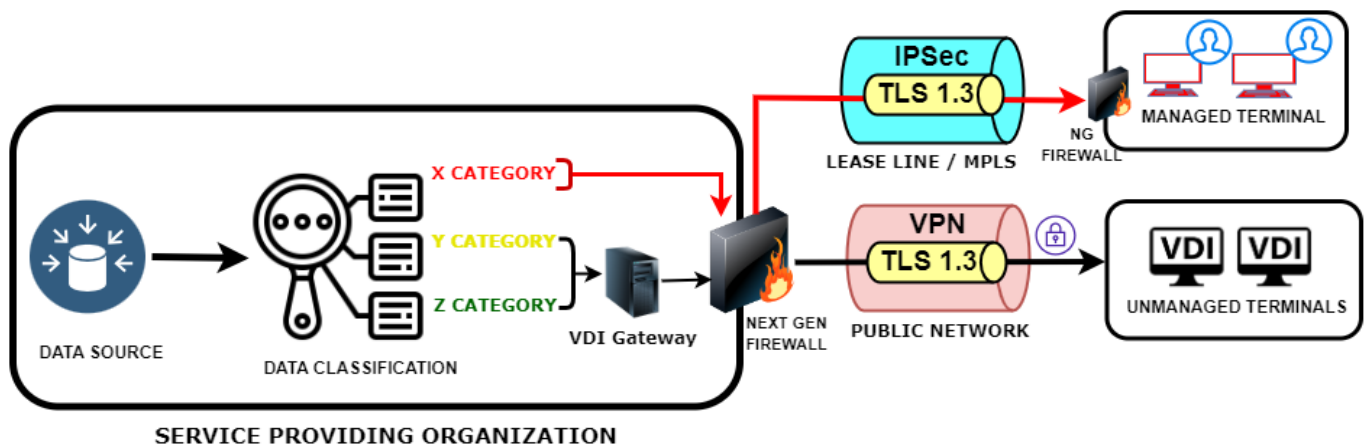 DATA SOURCE
DATA CLASSIFICATION
X CATEGORY
Y CATEGORY
Z CATEGORY
VDI Gateway
NEXT GEN
FIREWALL
SERVICE PROVIDING ORGANIZATION
IPSec
TLS 1.3
LEASE LINE / MPLS
NG
FIREWALL
MANAGED TERMINAL
VPN
TLS 1.3
PUBLIC NETWORK
VDI
VDI
UNMANAGED TERMINALS